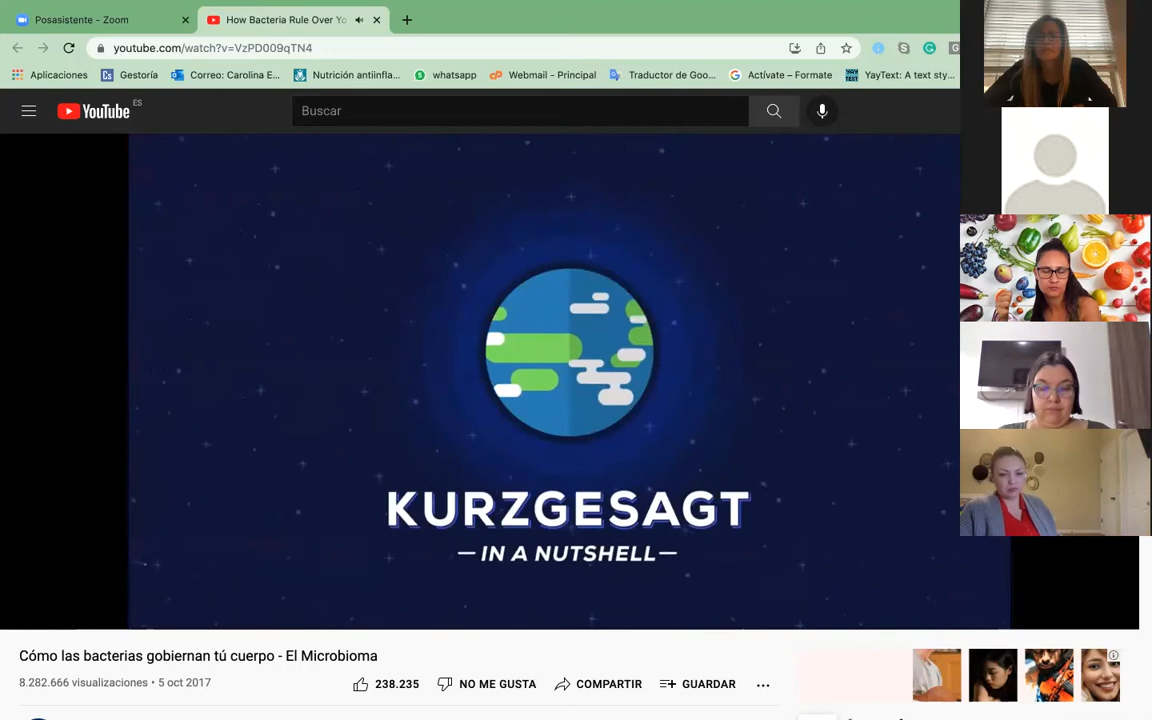 Posasistente - Zoom
How Bacteria Rule Over Yo
youtube.com/watch?v=VzPD009qTN4
Aplicaciones
Gestoría
Correo: Carolina E...
Nutrición antiinfla...
whatsapp
Webmail - Principal
Traductor de Goo...
Actívate – Formate
YayText: A text sty...
YouTube ES
Buscar
KURZGESAGT
— IN A NUTSHELL —
Cómo las bacterias gobiernan tú cuerpo - El Microbioma
8.282.666 visualizaciones • 5 oct 2017
238.235
NO ME GUSTA
COMPARTIR
GUARDAR